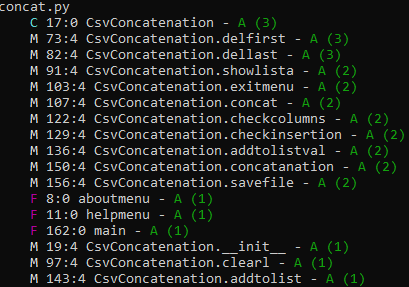 concat.py
C 17:0 CsvConcatenation - A (3)
M 73:4 CsvConcatenation.delfirst - A (3)
M 82:4 CsvConcatenation.dellast - A (3)
M 91:4 CsvConcatenation.showlista - A (2)
M 103:4 CsvConcatenation.exitmenu - A (2)
M 107:4 CsvConcatenation.concat - A (2)
M 122:4 CsvConcatenation.checkcolumns - A (2)
M 129:4 CsvConcatenation.checkinsertion - A (2)
M 136:4 CsvConcatenation.addtolistval - A (2)
M 150:4 CsvConcatenation.concatanation - A (2)
M 156:4 CsvConcatenation.savefile - A (2)
F 8:0 aboutmenu - A (1)
F 11:0 helpmenu - A (1)
F 162:0 main - A (1)
M 19:4 CsvConcatenation.__init__ - A (1)
M 97:4 CsvConcatenation.clearl - A (1)
M 143:4 CsvConcatenation.addtolist - A (1)